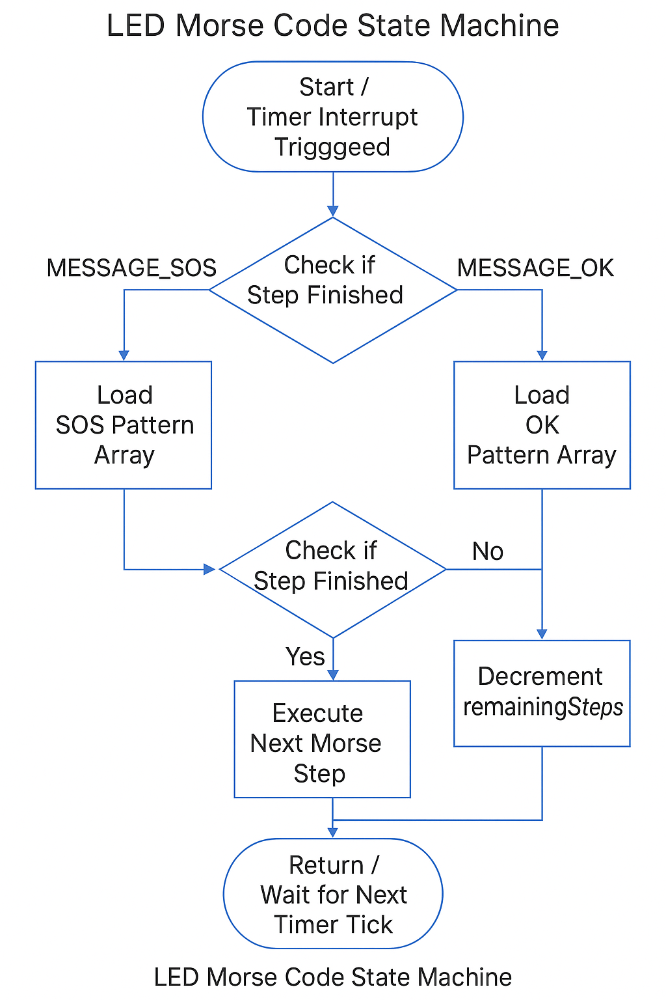 LED Morse Code State Machine
Start /
Timer Interrupt
Trigggeed
MESSAGE_SOS
Check if
Step Finished
MESSAGE_OK
Load
SOS Pattern
Array
Load
OK
Pattern Array
Check if
Step Finished
No
Yes
Decrement
remainingSteps
Execute
Next Morse
Step
Return /
Wait for Next
Timer Tick
LED Morse Code State Machine